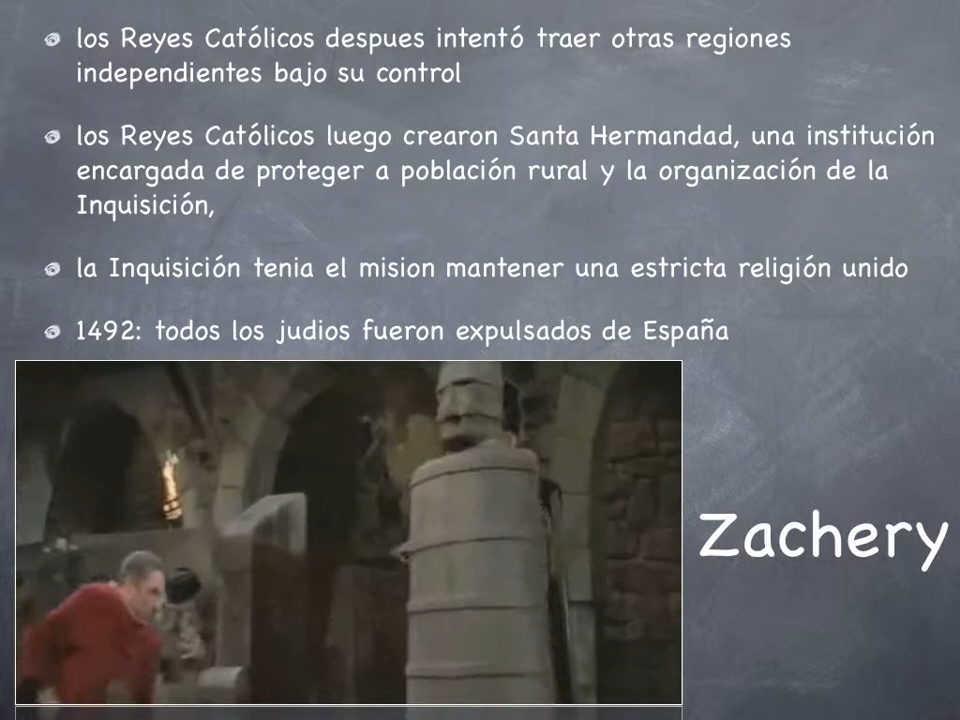 los Reyes Católicos despues intentó traer otras regiones
independientes bajo su control
los Reyes Católicos luego crearon Santa Hermandad, una institución
encargada de proteger a población rural y la organización de la
Inquisición,
la Inquisición tenia el mision mantener una estricta religión unido
1492: todos los judios fueron expulsados de España
Zachery